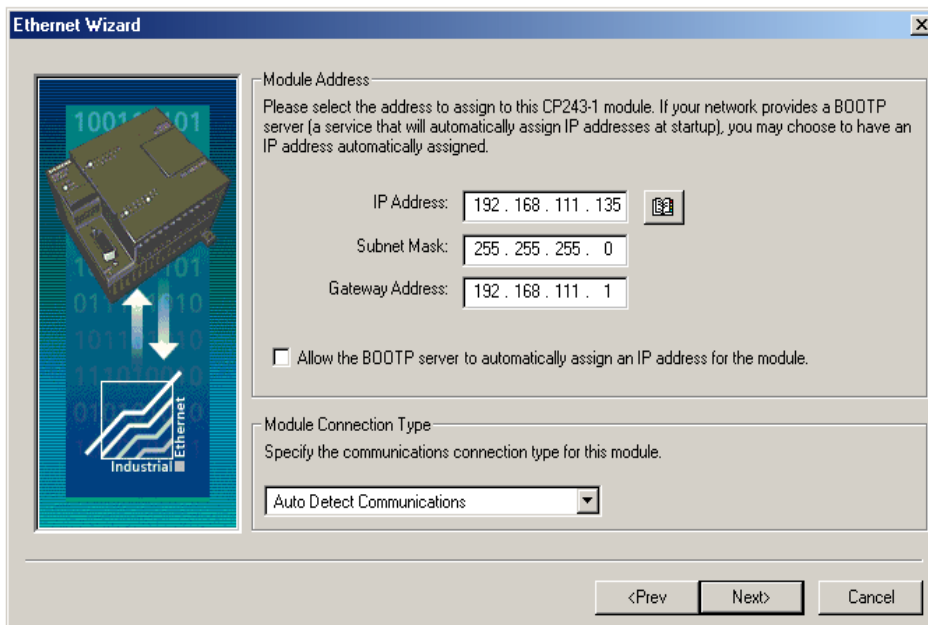 Ethernet Wizard
Module Address
Please select the address to assign to this CP243-1 module. If your network provides a BOOTP
server (a service that will automatically assign IP addresses at startup), you may choose to have an
IP address automatically assigned.
IP Address: 192 . 168 . 111 . 135
Subnet Mask: 255 . 255 . 255 . 0
Gateway Address: 192 . 168 . 111 . 1
Allow the BOOTP server to automatically assign an IP address for the module.
Module Connection Type
Specify the communications connection type for this module.
Auto Detect Communications
Industrial Ethernet
<Prev Next> Cancel